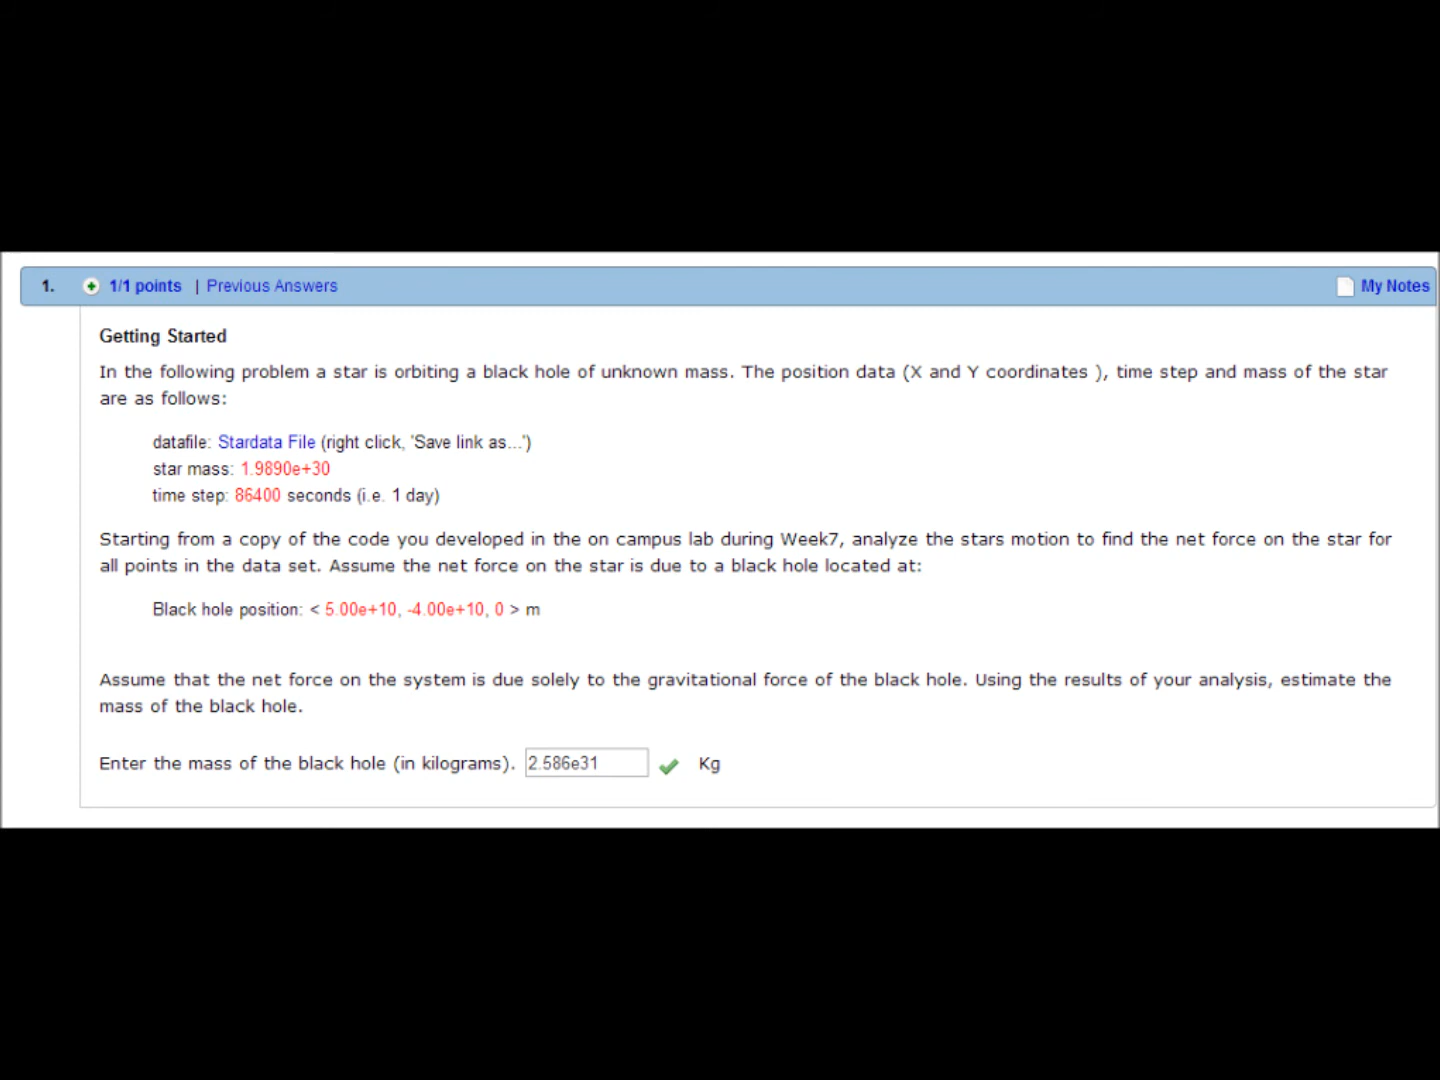 1. 1/1 points | Previous Answers My Notes
Getting Started
In the following problem a star is orbiting a black hole of unknown mass. The position data (X and Y coordinates ), time step and mass of the star
are as follows:
datafile: Stardata File (right click, 'Save link as...')
star mass: 1.9890e+30
time step: 86400 seconds (i.e. 1 day)
Starting from a copy of the code you developed in the on campus lab during Week7, analyze the stars motion to find the net force on the star for
all points in the data set. Assume the net force on the star is due to a black hole located at:
Black hole position: < 5.00e+10, -4.00e+10, 0 > m
Assume that the net force on the system is due solely to the gravitational force of the black hole. Using the results of your analysis, estimate the
mass of the black hole.
Enter the mass of the black hole (in kilograms). 2.586e31 Kg